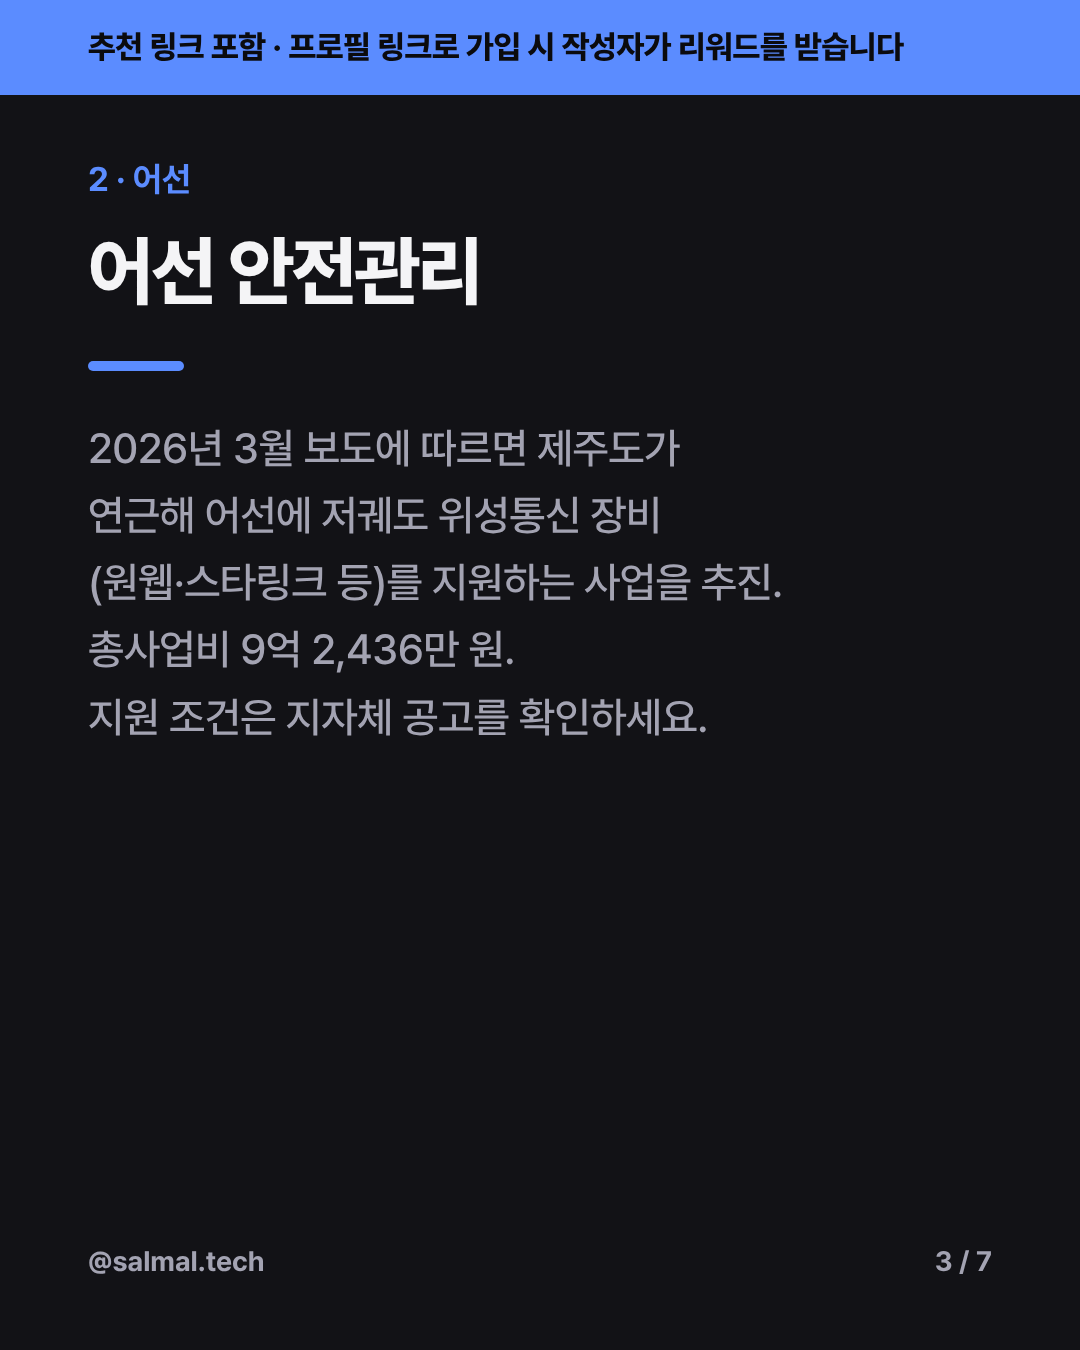 추천 링크 포함 · 프로필 링크로 가입 시 작성자가 리워드를 받습니다
2 · 어선
어선 안전관리
2026년 3월 보도에 따르면 제주도가
연근해 어선에 저궤도 위성통신 장비
(원웹·스타링크 등)를 지원하는 사업을 추진.
총사업비 9억 2,436만 원.
지원 조건은 지자체 공고를 확인하세요.
@salmal.tech
3 / 7